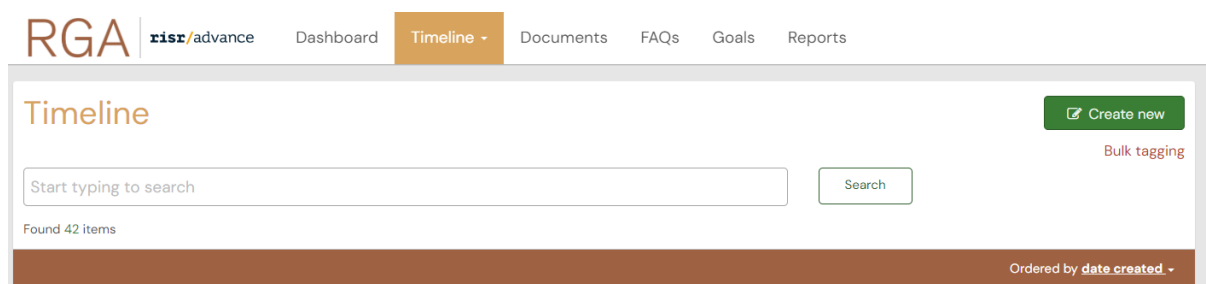 RGA risr/advance Dashboard Timeline Documents FAQs Goals Reports
Timeline
Create new
Bulk tagging
Start typing to search
Search
Found 42 items
Ordered by date created